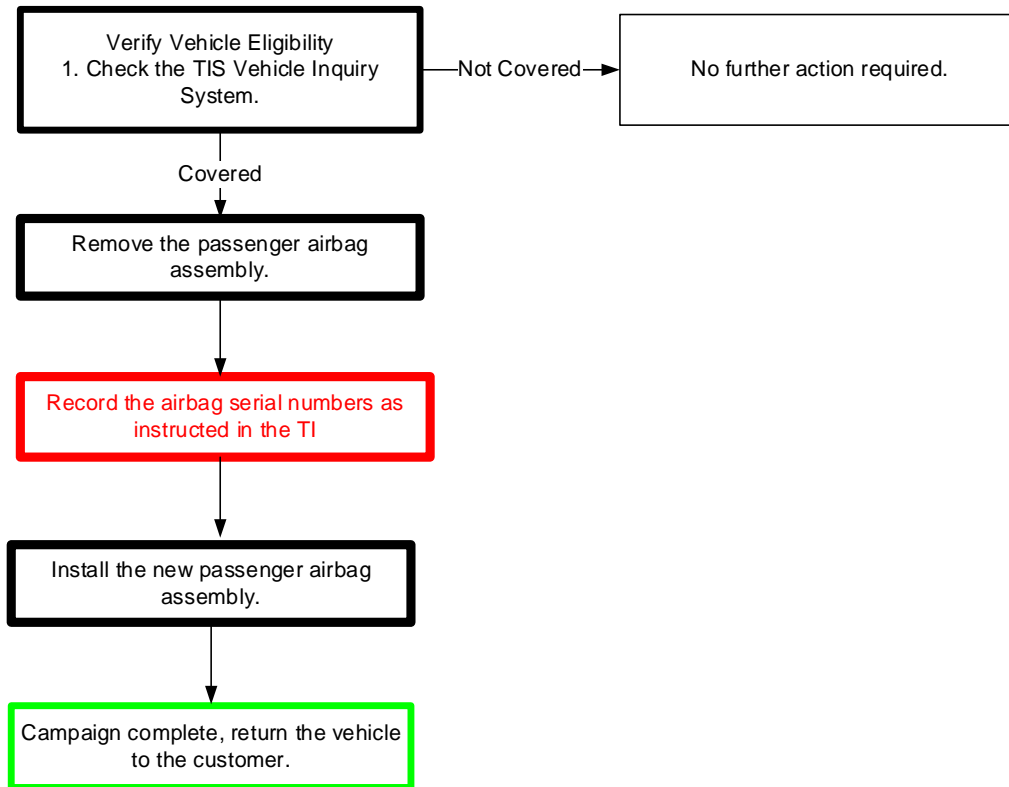 Verify Vehicle Eligibility
1. Check the TIS Vehicle Inquiry
System.
Not Covered
No further action required.
Covered
Remove the passenger airbag
assembly.
Record the airbag serial numbers as
instructed in the TI
Install the new passenger airbag
assembly.
Campaign complete, return the vehicle
to the customer.